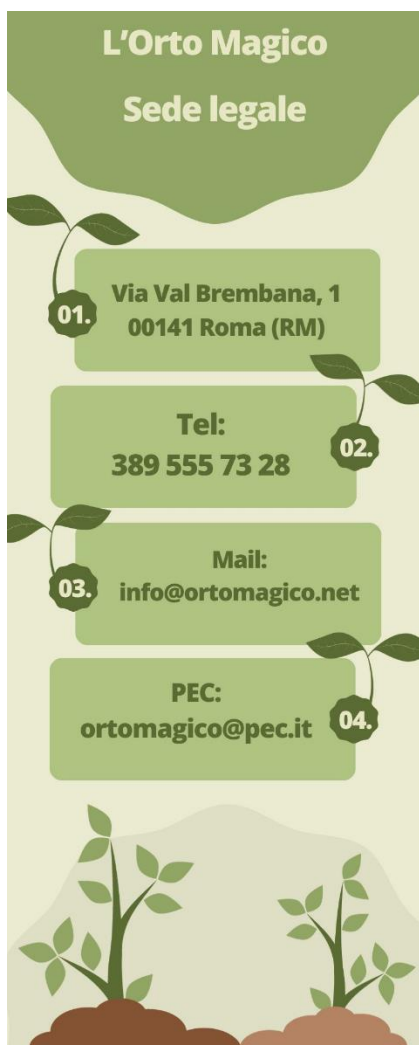 L'Orto Magico
Sede legale
01.
Via Val Brembana, 1
00141 Roma (RM)
Tel:
389 555 73 28
02.
03.
Mail:
info@ortomagico.net
PEC:
ortomagico@pec.it
04.